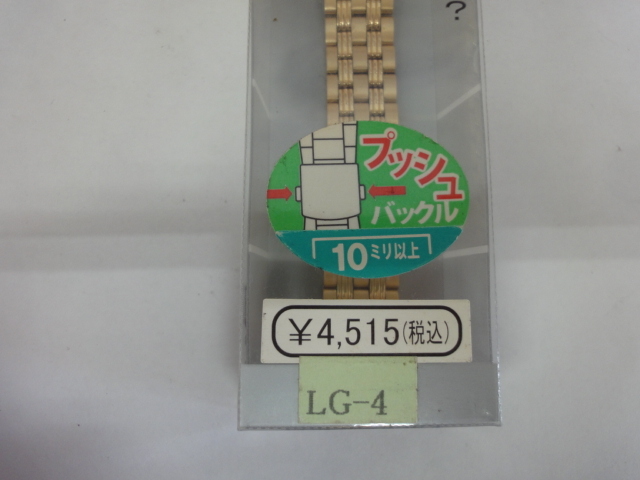 ?
プッシュ
バックル
10ミリ以上
¥4,515(税込)
LG-4